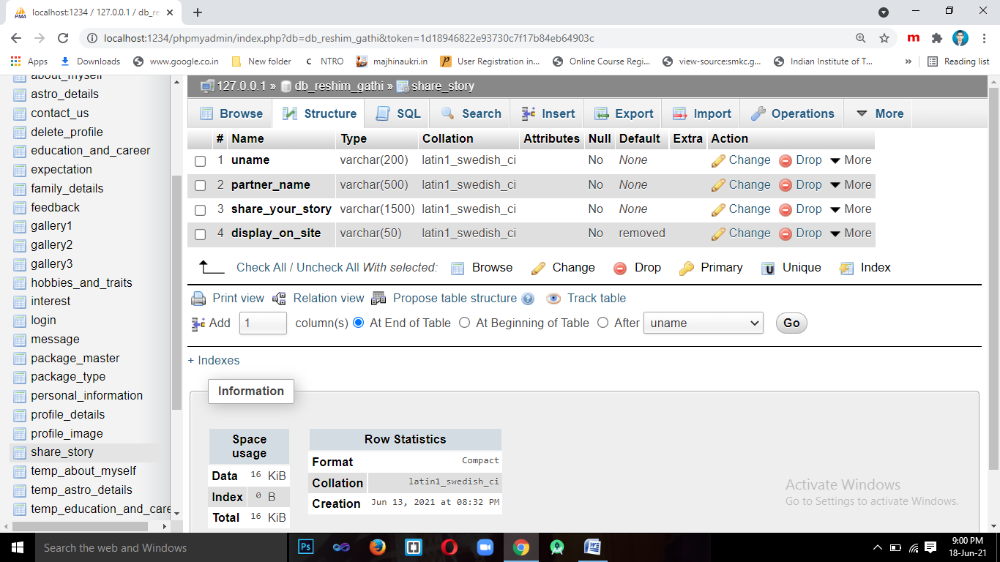 localhost:1234 / 127.0.0.1 / db_re
localhost:1234/phpmyadmin/index.php?db=db_reshim_gathi&token=1d18946822e93730c7f17b84eb64903c
Apps Downloads www.google.co.in New folder NTRO majhinaukri.in User Registration in... Online Course Regi... view-source:smkc.g... Indian Institute of T... » Reading list
about_myself
astro_details
contact_us
delete_profile
education_and_career
expectation
family_details
feedback
gallery1
gallery2
gallery3
hobbies_and_traits
interest
login
message
package_master
package_type
personal_information
profile_details
profile_image
share_story
temp_about_myself
temp_astro_details
temp_education_and_care
127.0.0.1 » db_reshim_gathi » share_story
Browse Structure SQL Search Insert Export Import Operations More
# Name Type Collation Attributes Null Default Extra Action
1 uname varchar(200) latin1_swedish_ci No None Change Drop More
2 partner_name varchar(500) latin1_swedish_ci No None Change Drop More
3 share_your_story varchar(1500) latin1_swedish_ci No None Change Drop More
4 display_on_site varchar(50) latin1_swedish_ci No removed Change Drop More
Check All / Uncheck All With selected: Browse Change Drop Primary Unique Index
Print view Relation view Propose table structure Track table
Add 1 column(s) At End of Table At Beginning of Table After uname Go
+ Indexes
Information
Space
usage
Data 16 KiB
Index 0 B
Total 16 KiB
Row Statistics
Format Compact
Collation latin1_swedish_ci
Creation Jun 13, 2021 at 08:32 PM
Activate Windows
Go to Settings to activate Windows.
Search the web and Windows
9:00 PM
18-Jun-21